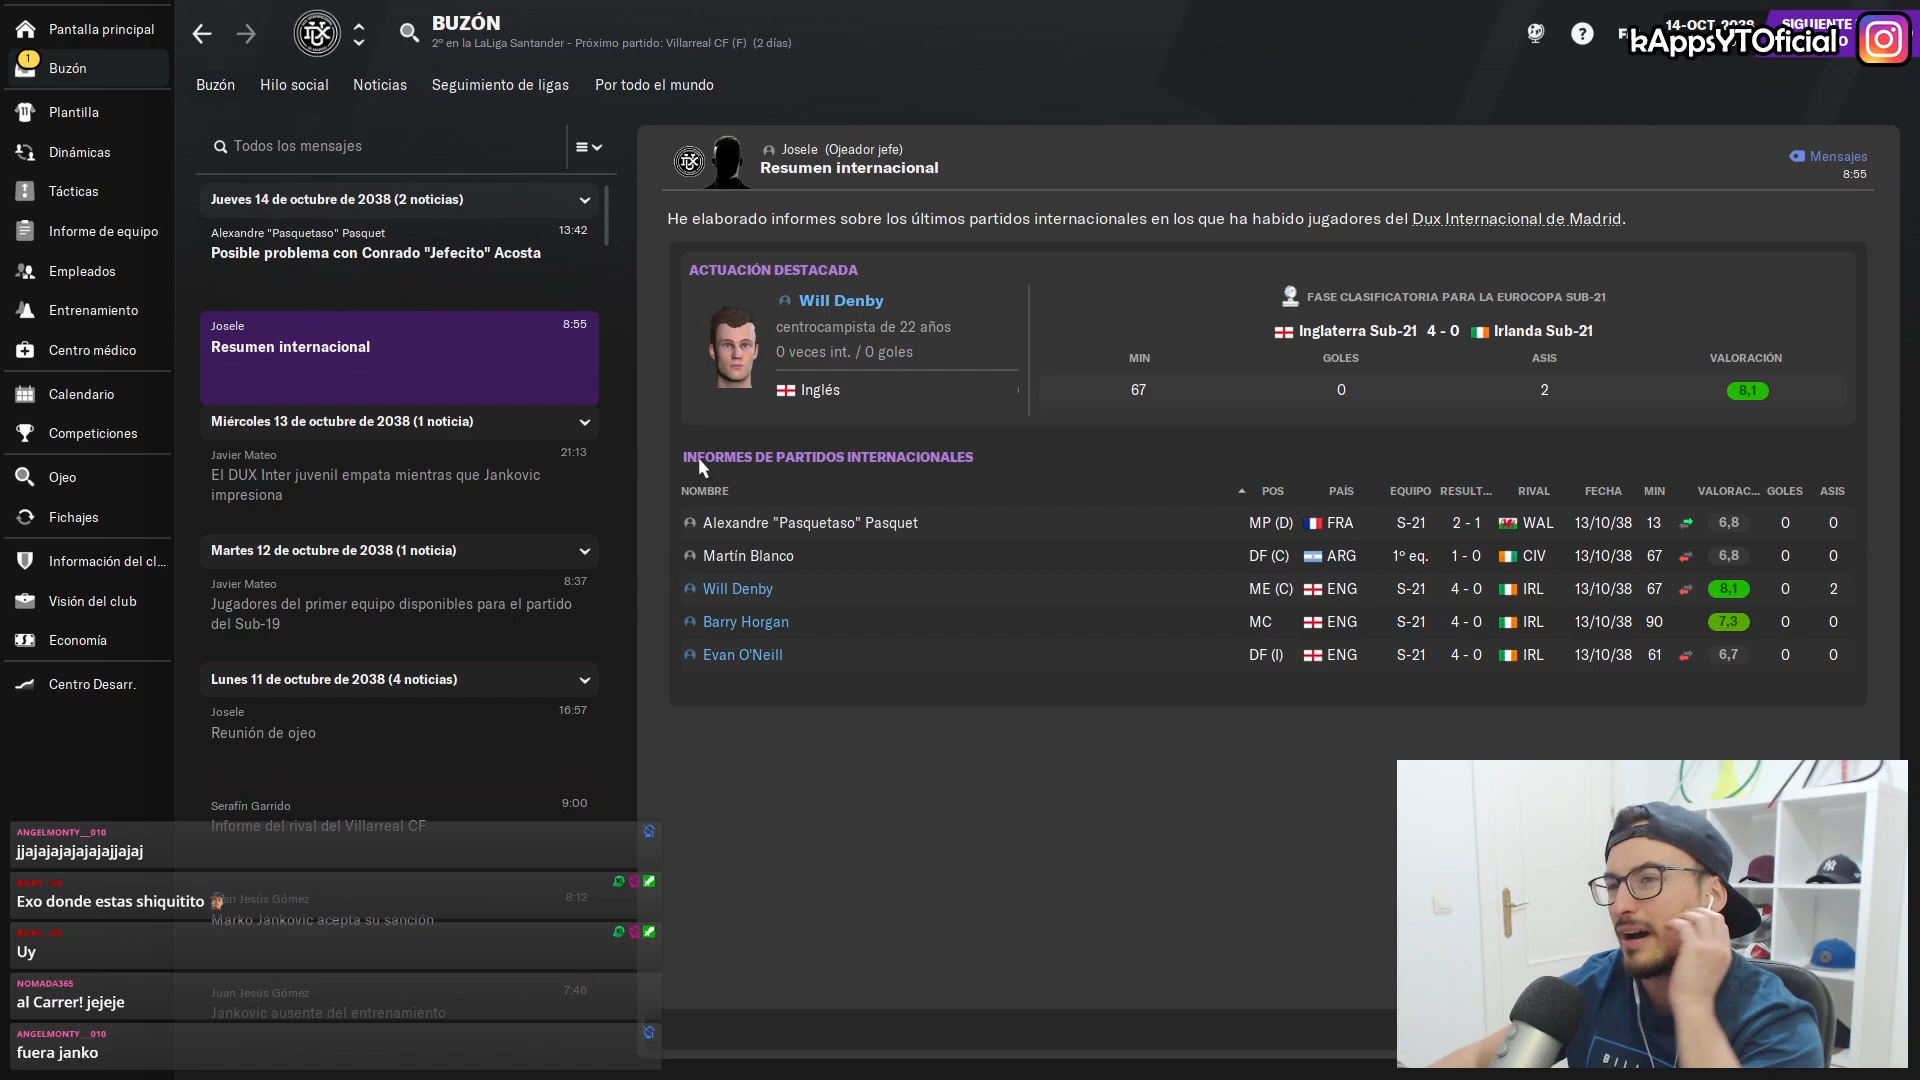 Pantalla principal
1
Buzón
Plantilla
Dinámicas
Tácticas
Informe de equipo
Empleados
Entrenamiento
Centro médico
Calendario
Competiciones
Ojeo
Fichajes
Información del cl...
Visión del club
Economía
Centro Desarr.
BUZÓN
2º en la LaLiga Santander - Próximo partido: Villarreal CF (F) (2 días)
14-OCT. 2038
SIGUIENTE
kAppsYTOficial
Buzón Hilo social Noticias Seguimiento de ligas Por todo el mundo
Todos los mensajes
Jueves 14 de octubre de 2038 (2 noticias)
Alexandre "Pasquetaso" Pasquet 13:42
Posible problema con Conrado "Jefecito" Acosta
Josele 8:55
Resumen internacional
Miércoles 13 de octubre de 2038 (1 noticia)
Javier Mateo 21:13
El DUX Inter juvenil empata mientras que Jankovic
impresiona
Martes 12 de octubre de 2038 (1 noticia)
Javier Mateo 8:37
Jugadores del primer equipo disponibles para el partido
del Sub-19
Lunes 11 de octubre de 2038 (4 noticias)
Josele 16:57
Reunión de ojeo
Serafín Garrido 9:00
Informe del rival del Villarreal CF
Juan Jesús Gómez 8:12
Marko Jankovic acepta su sanción
Juan Jesús Gómez 7:46
Jankovic ausente del entrenamiento
ANGELMONTY__010
jjajajajajajajjajaj
Exo donde estas shiquitito
Uy
NOMADA365
al Carrer! jejeje
ANGELMONTY__010
fuera janko
Josele (Ojeador jefe)
Resumen internacional
Mensajes
8:55
He elaborado informes sobre los últimos partidos internacionales en los que ha habido jugadores del Dux Internacional de Madrid.
ACTUACIÓN DESTACADA
Will Denby
centrocampista de 22 años
0 veces int. / 0 goles
Inglés
FASE CLASIFICATORIA PARA LA EUROCOPA SUB-21
Inglaterra Sub-21 4 - 0 Irlanda Sub-21
MIN GOLES ASIS VALORACIÓN
67 0 2 8,1
INFORMES DE PARTIDOS INTERNACIONALES
NOMBRE POS PAÍS EQUIPO RESULT... RIVAL FECHA MIN VALORAC... GOLES ASIS
Alexandre "Pasquetaso" Pasquet MP (D) FRA S-21 2 - 1 WAL 13/10/38 13 6,8 0 0
Martín Blanco DF (C) ARG 1º eq. 1 - 0 CIV 13/10/38 67 6,8 0 0
Will Denby ME (C) ENG S-21 4 - 0 IRL 13/10/38 67 8,1 0 2
Barry Horgan MC ENG S-21 4 - 0 IRL 13/10/38 90 7,3 0 0
Evan O'Neill DF (I) ENG S-21 4 - 0 IRL 13/10/38 61 6,7 0 0